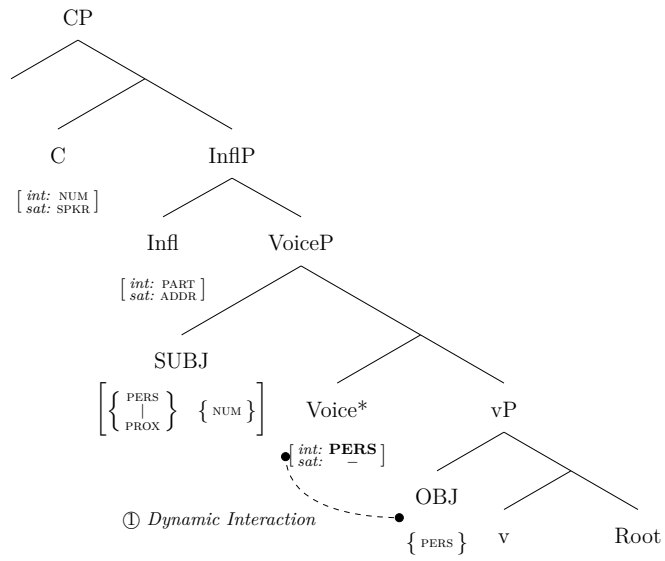 CP
C
InflP
[ int: NUM
sat: SPKR ]
Infl
VoiceP
[ int: PART
sat: ADDR ]
SUBJ
[ { PERS
|
PROX } { NUM } ]
Voice*
vP
[ int: PERS
sat: – ]
OBJ
① Dynamic Interaction
{ PERS }
v
Root